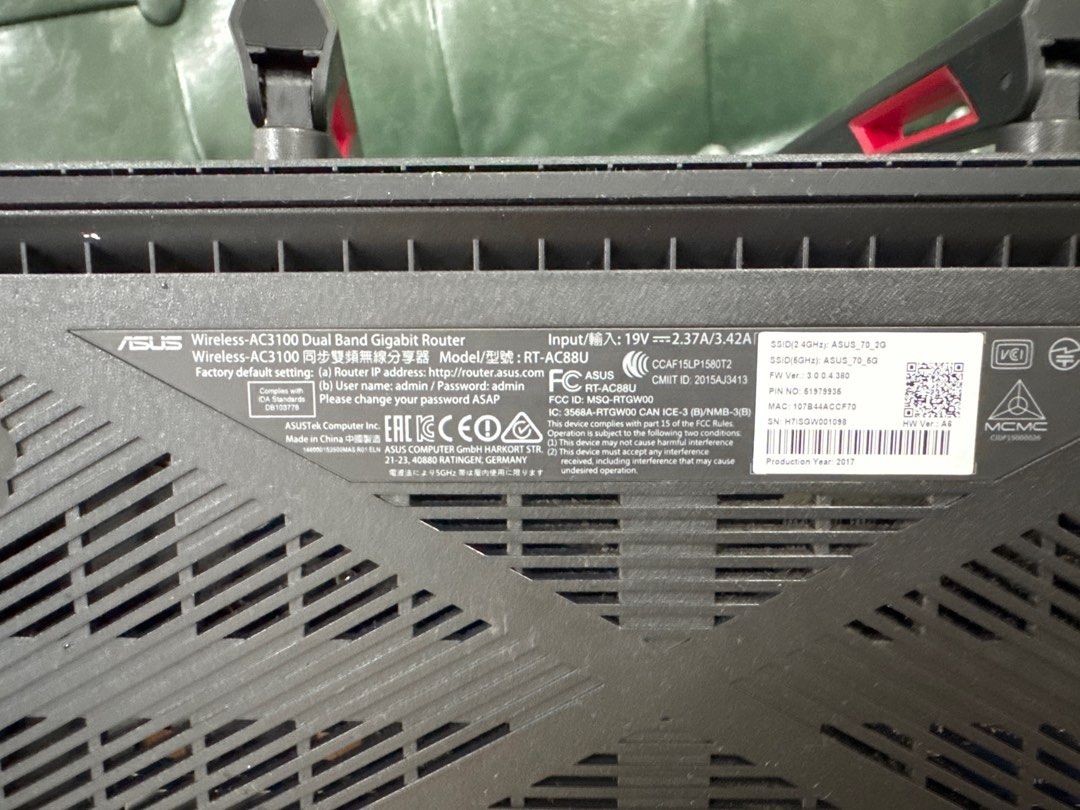 ASUS Wireless-AC3100 Dual Band Gigabit Router
Wireless-AC3100 同步雙頻無線分享器 Model/型號 : RT-AC88U
Factory default setting: (a) Router IP address: http://router.asus.com
(b) User name: admin / Password: admin
Please change your password ASAP
Complies with
IDA Standards
DB103778
ASUSTek Computer Inc.
Made in China 中國製造
EAC CE
ASUS COMPUTER GmbH HARKORT STR.
21-23, 40880 RATINGEN, GERMANY
電波法により5GHz帯は屋内使用に限ります
Input/輸入: 19V 2.37A/3.42A
CCAF15LP1580T2
CMIIT ID: 2015AJ3413
FC ASUS
RT-AC88U
FCC ID: MSQ-RTGW00
IC: 3568A-RTGW00 CAN ICE-3 (B)/NMB-3(B)
This device complies with part 15 of the FCC Rules.
Operation is subject to the following two conditions:
(1) This device may not cause harmful interference
(2) This device must accept any interference
received, including interference that may cause
undesired operation.
SSID(2.4GHz): ASUS_70_2G
SSID(5GHz): ASUS_70_5G
FW Ver.: 3.0.0.4.380
PIN NO: 51979935
MAC: 107B44ACCF70
SN: H7ISGW001098
HW Ver.: A6
Production Year: 2017
VCI
MCMC
CIDF15000026